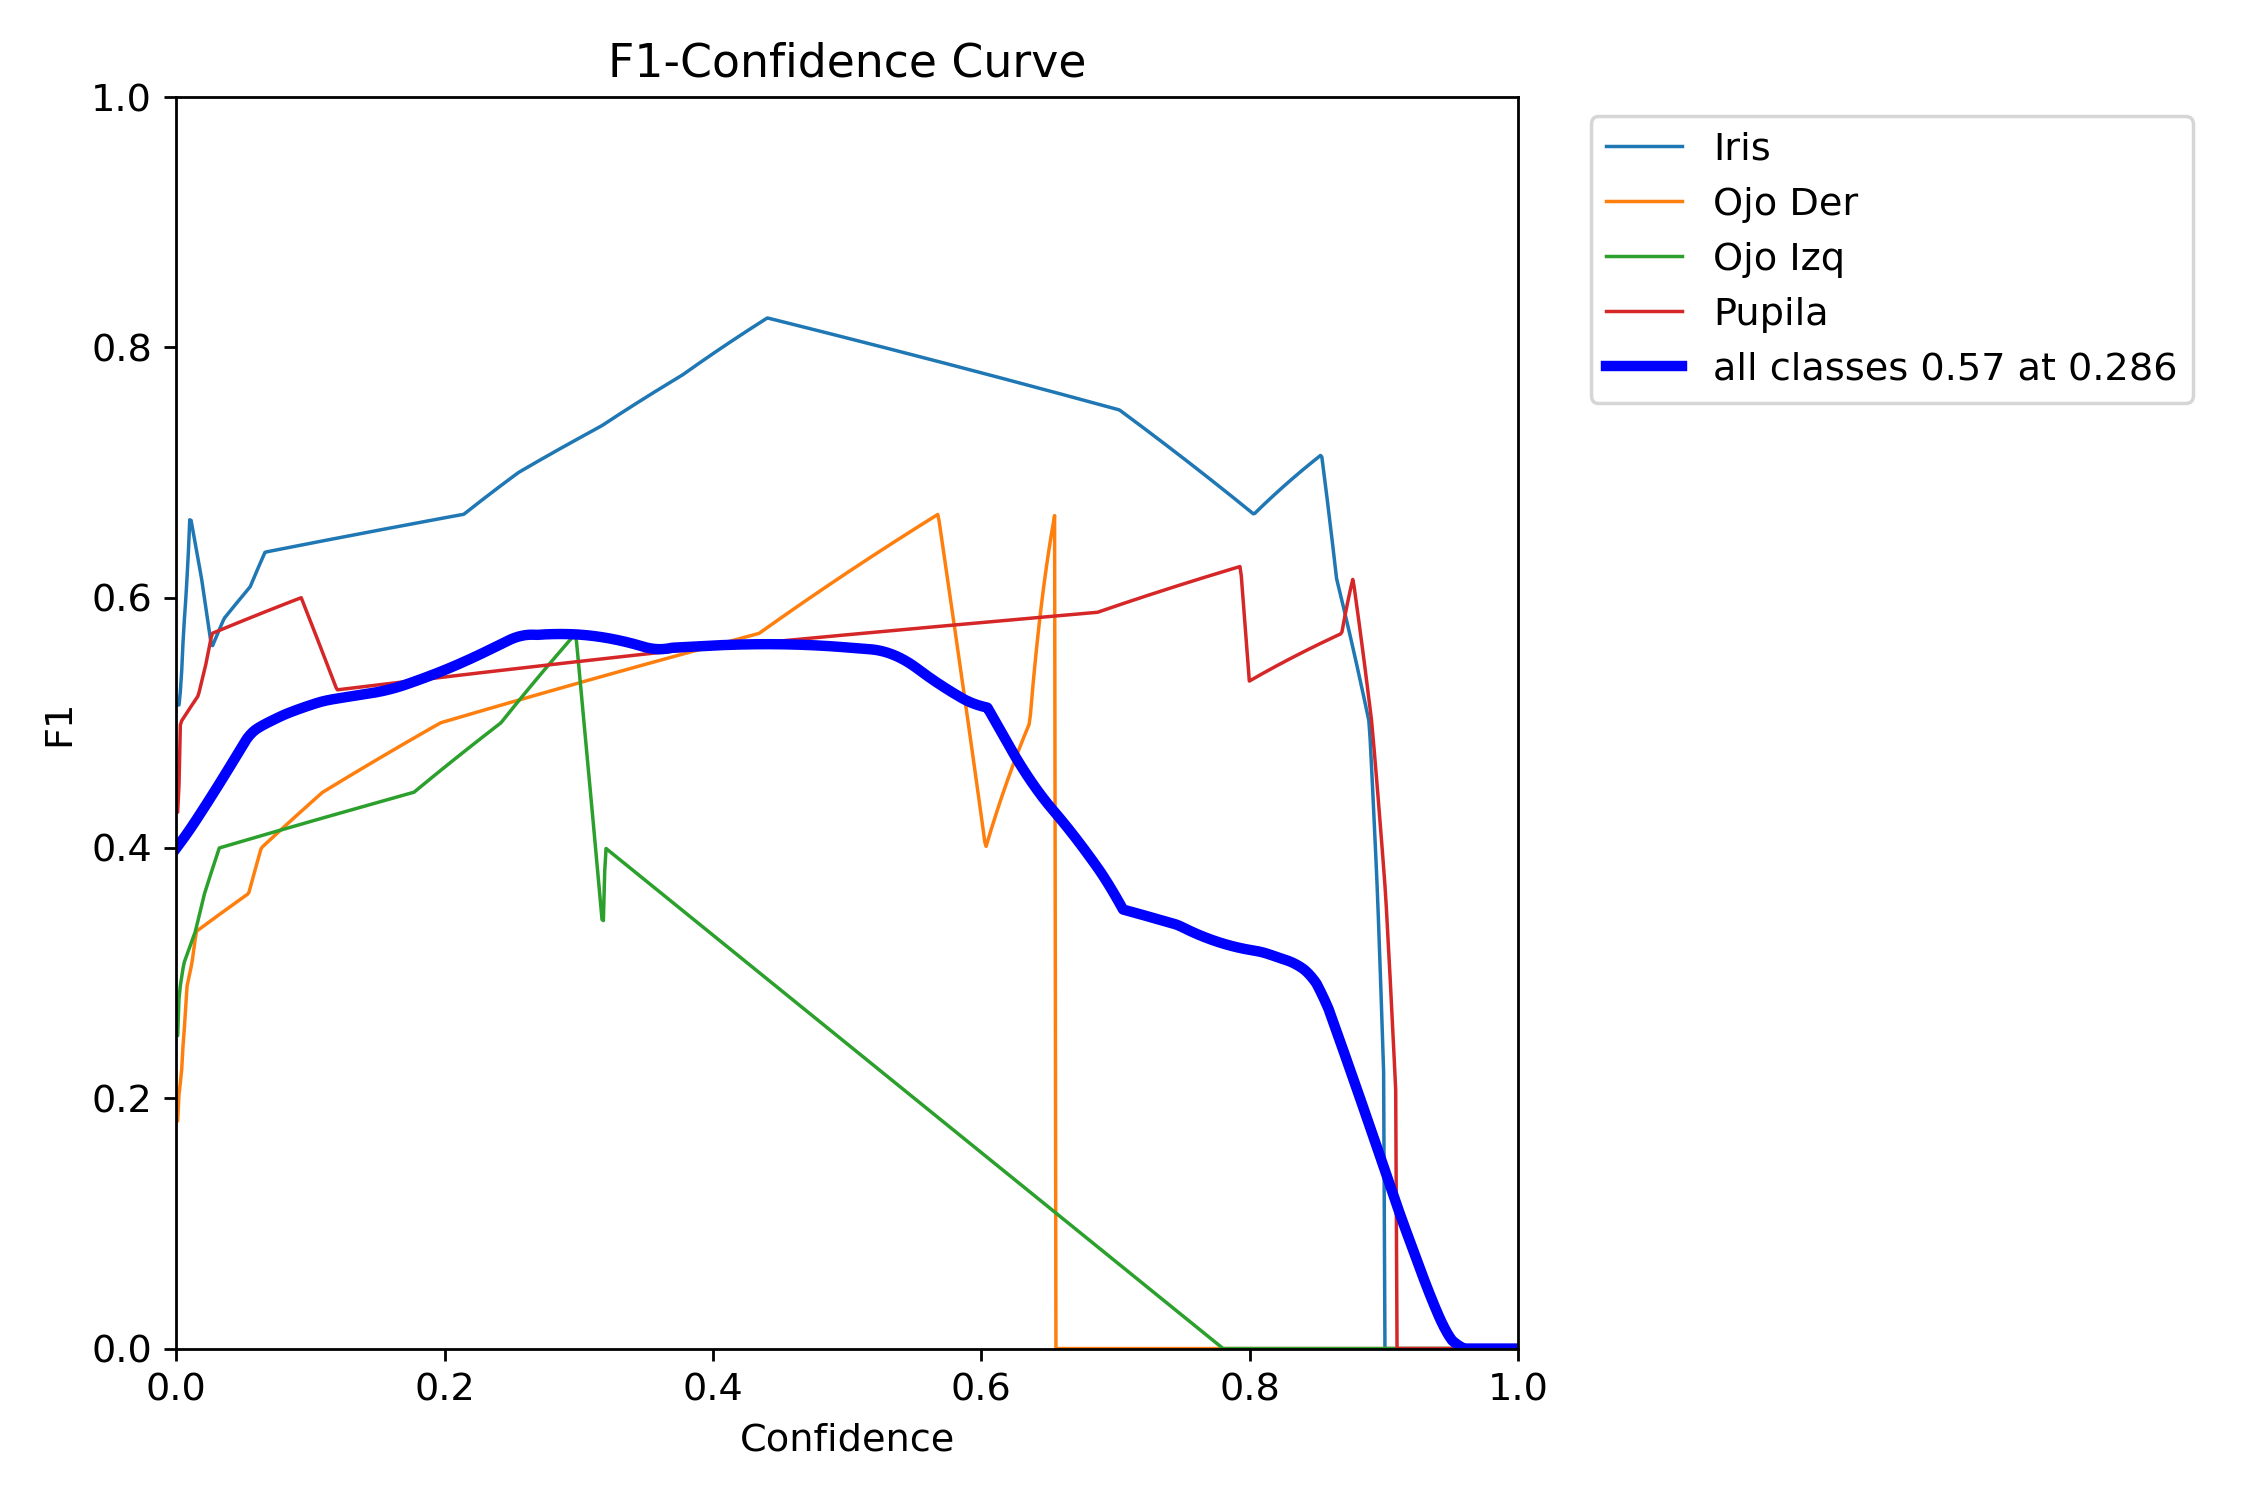 F1-Confidence Curve
1.0
0.8
0.6
0.4
0.2
0.0
F1
0.0 0.2 0.4 0.6 0.8 1.0
Confidence
Iris
Ojo Der
Ojo Izq
Pupila
all classes 0.57 at 0.286